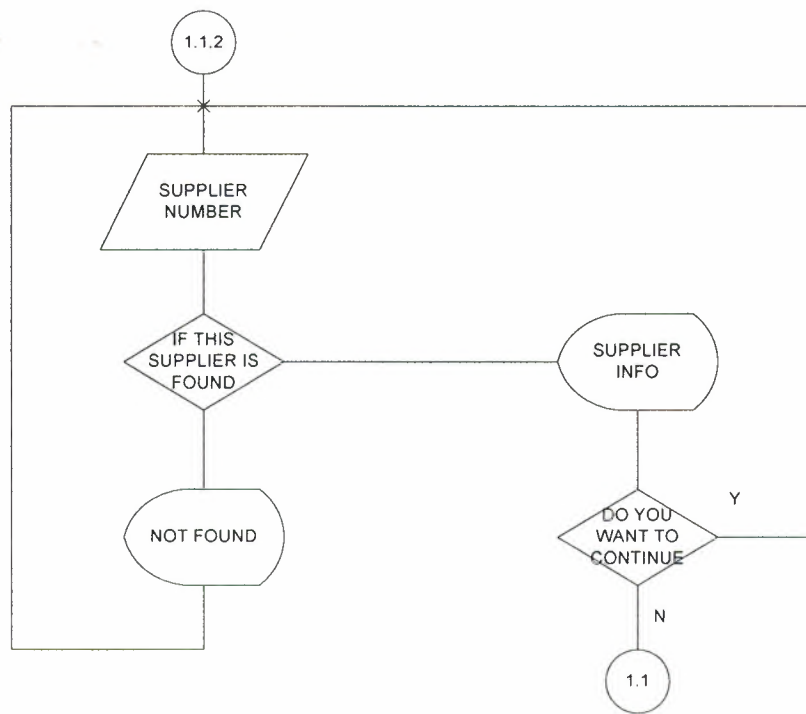 1.1.2
SUPPLIER
NUMBER
IF THIS
SUPPLIER IS
FOUND
SUPPLIER
INFO
NOT FOUND
DO YOU
WANT TO
CONTINUE
Y
N
1.1